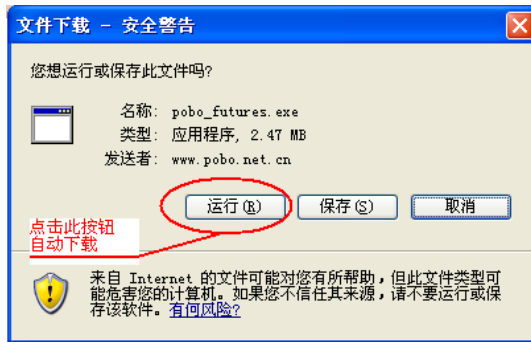 文件下载 - 安全警告
您想运行或保存此文件吗?
名称: pobo_futures.exe
类型: 应用程序, 2.47 MB
发送者: www.pobo.net.cn
运行(R) 保存(S) 取消
点击此按钮
自动下载
来自 Internet 的文件可能对您有所帮助，但此文件类型可
能危害您的计算机。如果您不信任其来源，请不要运行或保
存该软件。有何风险?